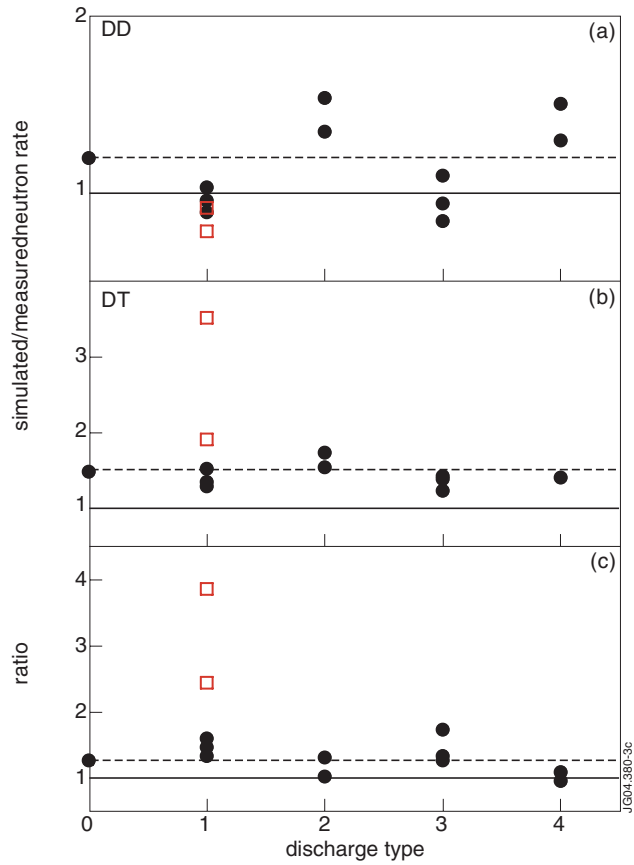 2
DD
(a)
1
simulated/measuredneutron rate
DT
(b)
3
2
1
(c)
4
3
2
1
ratio
0
1
2
3
4
discharge type
JG04.380-3c